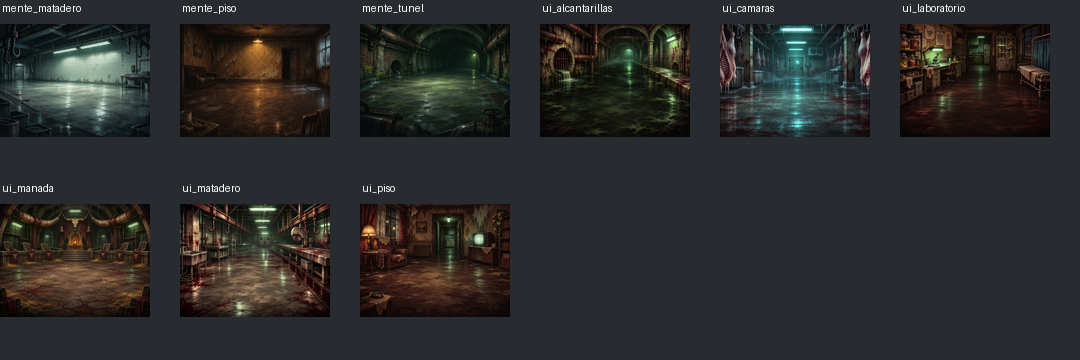 mente_matadero
mente_piso
mente_tunel
ui_alcantarillas
ui_camaras
ui_laboratorio
ui_manada
ui_matadero
ui_piso